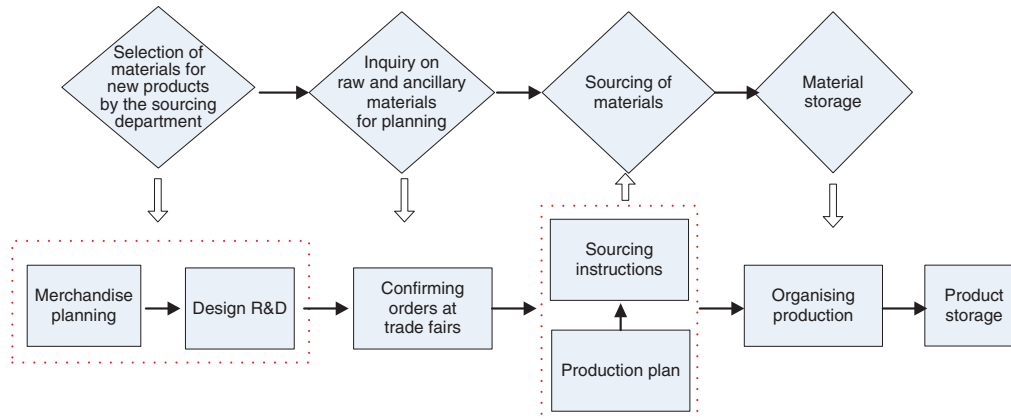 Selection of
materials for
new products
by the sourcing
department
Inquiry on
raw and ancillary
materials
for planning
Sourcing of
materials
Material
storage
Merchandise
planning
Design R&D
Confirming
orders at
trade fairs
Sourcing
instructions
Production plan
Organising
production
Product
storage